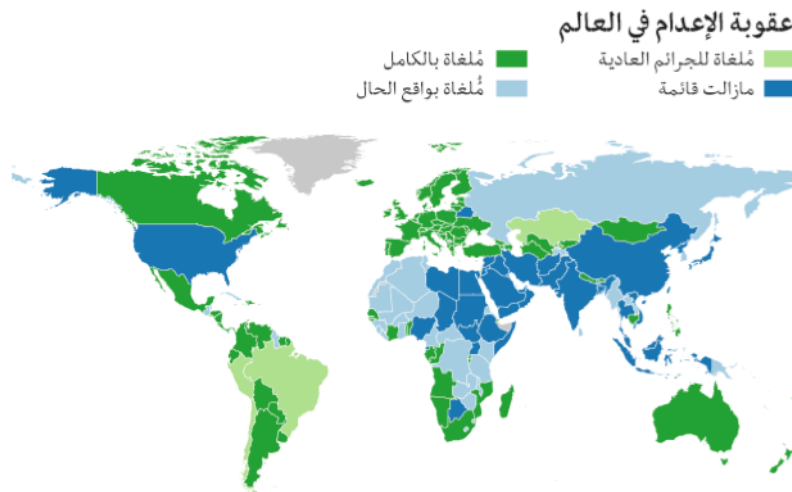 عقوبة الإعدام في العالم
مُلغاة للجرائم العادية
مُلغاة بالكامل
مازالت قائمة
مُلغاة بواقع الحال